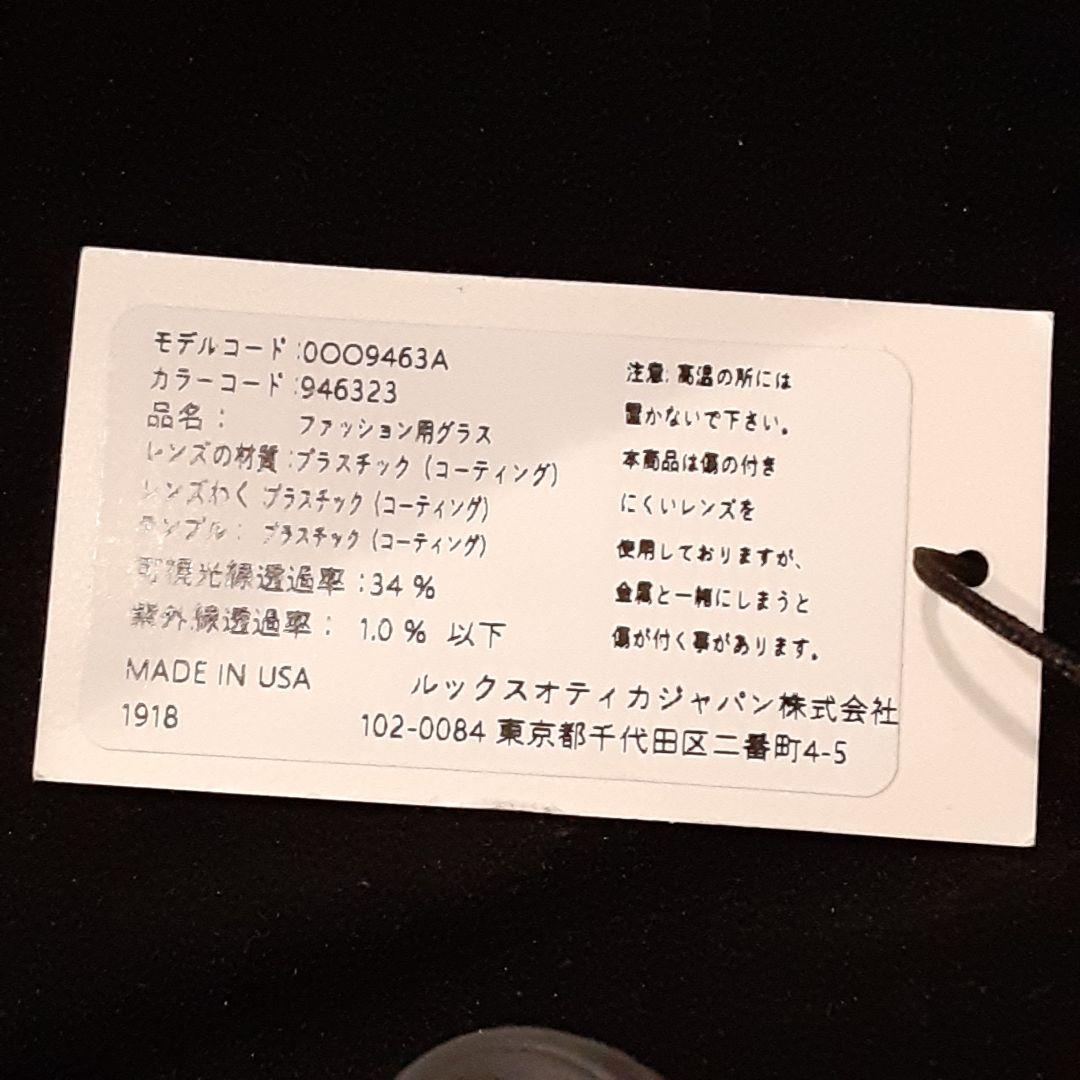 モデルコード:0OO9463A
カラーコード:946323
品名: ファッション用グラス
レンズの材質:プラスチック (コーティング)
レンズわく プラスチック (コーティング)
テンプル: プラスチック (コーティング)
可視光線透過率:34%
紫外線透過率: 1.0% 以下
MADE IN USA
1918
注意:高温の所には
置かないで下さい。
本商品は傷の付き
にくいレンズを
使用しておりますが、
金属と一緒にしまうと
傷が付く事があります。
ルックスオティカジャパン株式会社
102-0084 東京都千代田区二番町4-5